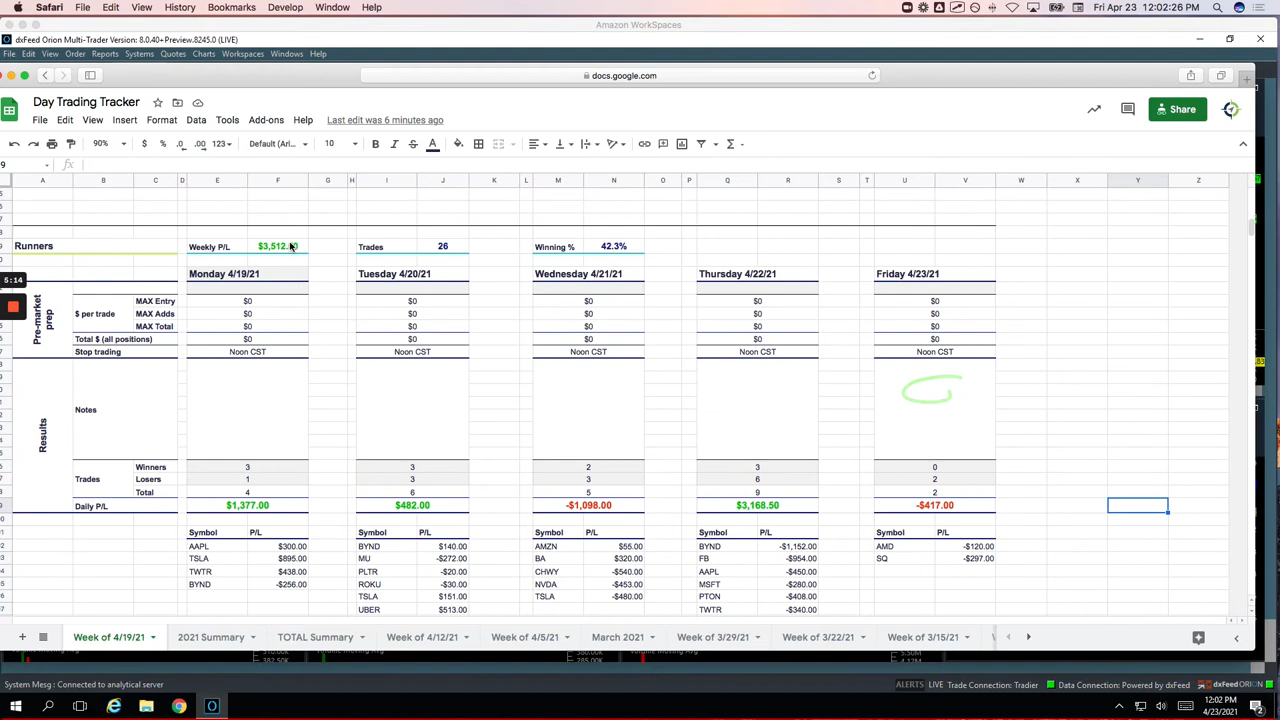 Safari File Edit View History Bookmarks Develop Window Help Fri Apr 23 12:02:26 PM
Amazon WorkSpaces
dxFeed Orion Multi-Trader Version: 8.0.40+Preview.8245.0 (LIVE)
File Edit View Order Reports Systems Quotes Charts Workspaces Windows Help
docs.google.com
Day Trading Tracker
File Edit View Insert Format Data Tools Add-ons Help Last edit was 6 minutes ago
Share
90% $ % .0 .00 123 Default (Ari... 10
9 fx
A B C D E F G H I J K L M N O P Q R S T U V W X Y Z
Runners Weekly P/L Trades 26 Winning % 42.3%
Monday 4/19/21 Tuesday 4/20/21 Wednesday 4/21/21 Thursday 4/22/21 Friday 4/23/21
5:14
Pre-market prep
MAX Entry $0 $0 $0 $0 $0
$ per trade MAX Adds $0 $0 $0 $0 $0
MAX Total $0 $0 $0 $0 $0
Total $ (all positions) $0 $0 $0 $0 $0
Stop trading Noon CST Noon CST Noon CST Noon CST Noon CST
Results
Notes
Winners 3 3 2 3 0
Trades Losers 1 3 3 6 2
Total 4 6 5 9 2
Daily P/L $1,377.00 $482.00 -$1,098.00 $3,168.50 -$417.00
Symbol P/L Symbol P/L Symbol P/L Symbol P/L Symbol P/L
AAPL $300.00 BYND $140.00 AMZN $55.00 BYND -$1,152.00 AMD -$120.00
TSLA $895.00 MU -$272.00 BA $320.00 FB -$954.00 SQ -$297.00
TWTR $438.00 PLTR -$20.00 CHWY -$540.00 AAPL -$450.00
BYND -$256.00 ROKU -$30.00 NVDA -$453.00 MSFT -$280.00
TSLA $151.00 TSLA -$480.00 PTON -$408.00
UBER $513.00 TWTR -$340.00
Week of 4/19/21 2021 Summary TOTAL Summary Week of 4/12/21 Week of 4/5/21 March 2021 Week of 3/29/21 Week of 3/22/21 Week of 3/15/21
System Mesg : Connected to analytical server ALERTS LIVE Trade Connection: Tradier Data Connection: Powered by dxFeed dxFeed ORION
12:02 PM
4/23/2021